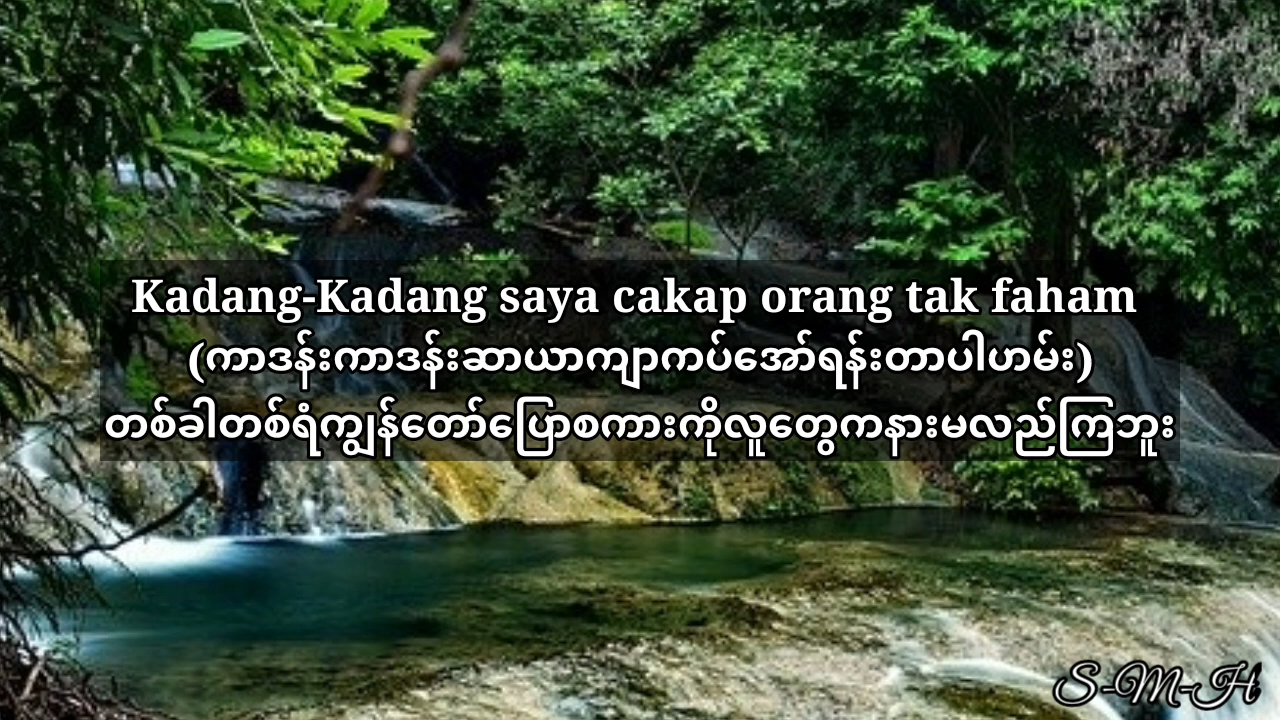 Kadang-Kadang saya cakap orang tak faham
(ကာဒန်းကာဒန်းဆာယာကျာကပ်အော်ရန်းတာပါဟမ်း)
တစ်ခါတစ်ရံကျွန်တော်ပြောစကားကိုလူတွေကနားမလည်ကြဘူး
S-M-H